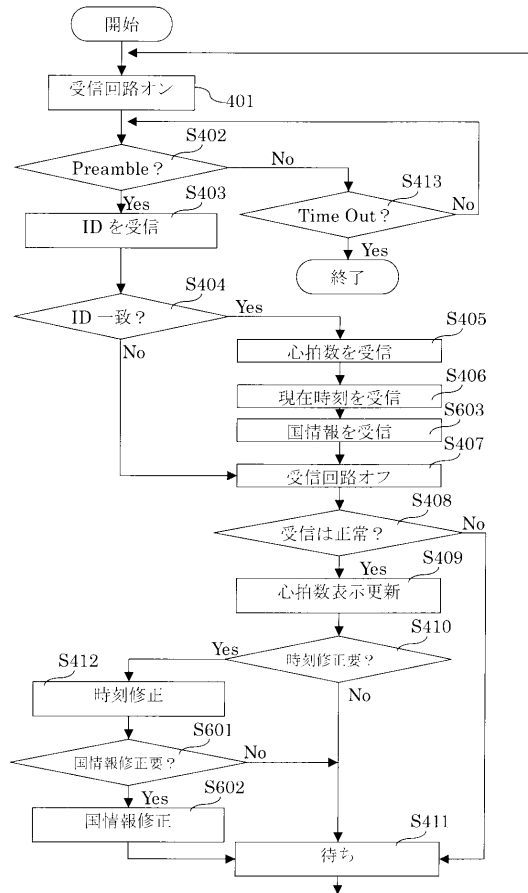 開始
受信回路オン
401
S402
Preamble？
No
Yes
S403
IDを受信
S413
Time Out？
No
Yes
終了
S404
ID一致？
Yes
No
S405
心拍数を受信
S406
現在時刻を受信
S603
国情報を受信
S407
受信回路オフ
S408
受信は正常？
No
Yes
S409
心拍数表示更新
S410
時刻修正要？
Yes
No
S412
時刻修正
S601
国情報修正要？
No
Yes
S602
国情報修正
S411
待ち